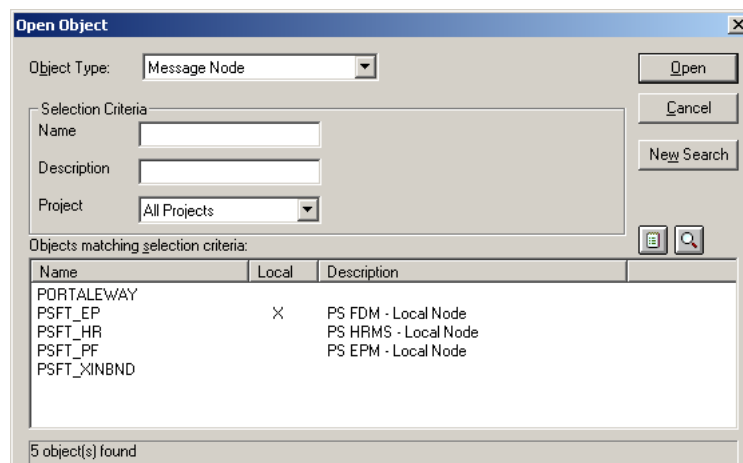 Open Object
Object Type: Message Node Open
Selection Criteria Cancel
Name
Description New Search
Project All Projects
Objects matching selection criteria:
Name Local Description
PORTALEWAY
PSFT_EP X PS FDM - Local Node
PSFT_HR PS HRMS - Local Node
PSFT_PF PS EPM - Local Node
PSFT_XINBND
5 object(s) found